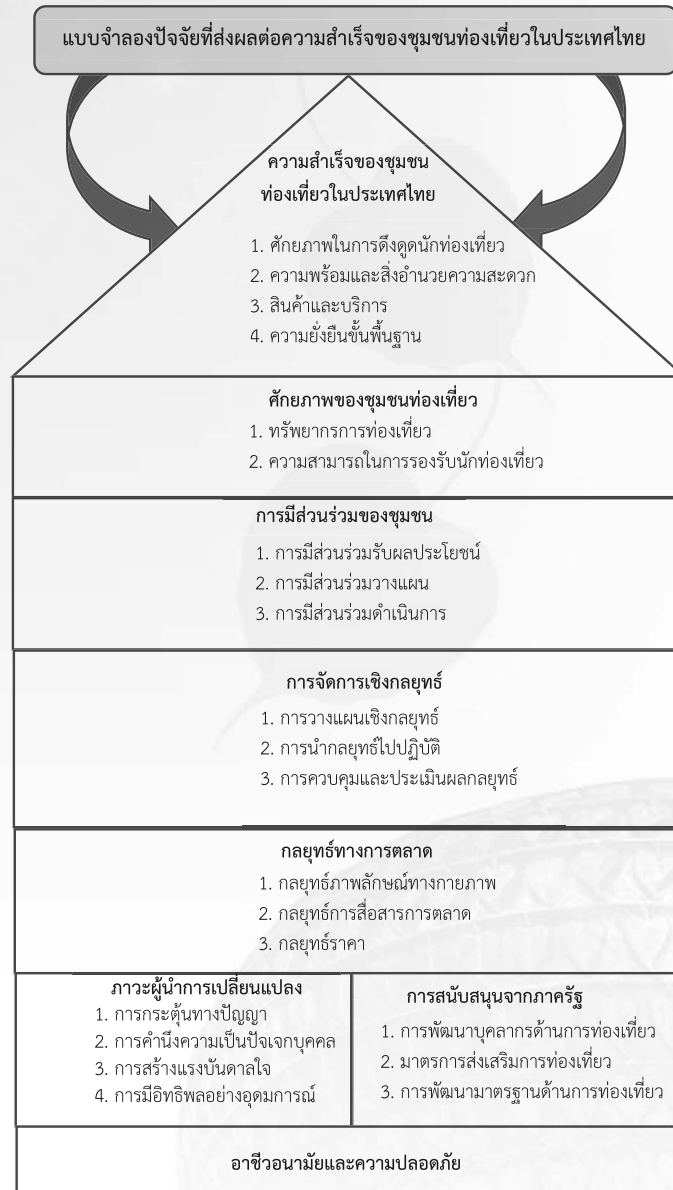 แบบจำลองปัจจัยที่ส่งผลต่อความสำเร็จของชุมชนท่องเที่ยวในประเทศไทย
ความสำเร็จของชุมชน
ท่องเที่ยวในประเทศไทย
1. ศักยภาพในการดึงดูดนักท่องเที่ยว
2. ความพร้อมและสิ่งอำนวยความสะดวก
3. สินค้าและบริการ
4. ความยั่งยืนขั้นพื้นฐาน
ศักยภาพของชุมชนท่องเที่ยว
1. ทรัพยากรการท่องเที่ยว
2. ความสามารถในการรองรับนักท่องเที่ยว
การมีส่วนร่วมของชุมชน
1. การมีส่วนร่วมรับผลประโยชน์
2. การมีส่วนร่วมวางแผน
3. การมีส่วนร่วมดำเนินการ
การจัดการเชิงกลยุทธ์
1. การวางแผนเชิงกลยุทธ์
2. การนำกลยุทธ์ไปปฏิบัติ
3. การควบคุมและประเมินผลกลยุทธ์
กลยุทธ์ทางการตลาด
1. กลยุทธ์ภาพลักษณ์ทางกายภาพ
2. กลยุทธ์การสื่อสารการตลาด
3. กลยุทธ์ราคา
ภาวะผู้นำการเปลี่ยนแปลง
1. การกระตุ้นทางปัญญา
2. การคำนึงความเป็นปัจเจกบุคคล
3. การสร้างแรงบันดาลใจ
4. การมีอิทธิพลอย่างอุดมการณ์
การสนับสนุนจากภาครัฐ
1. การพัฒนาบุคลากรด้านการท่องเที่ยว
2. มาตรการส่งเสริมการท่องเที่ยว
3. การพัฒนามาตรฐานด้านการท่องเที่ยว
อาชีวอนามัยและความปลอดภัย